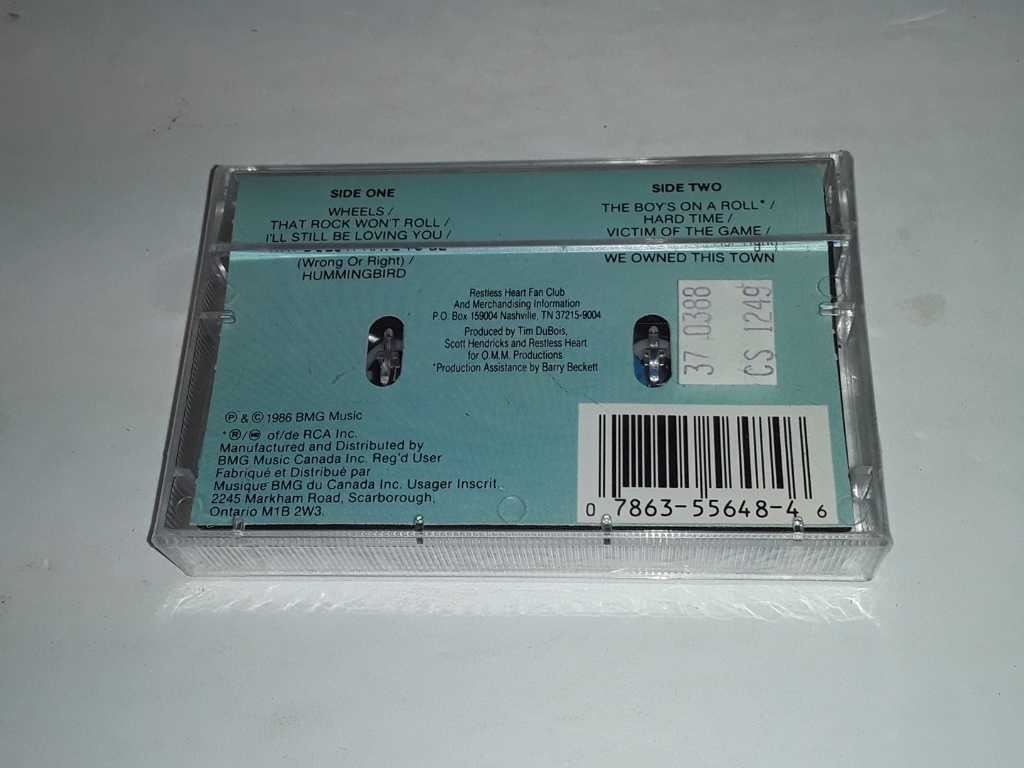 SIDE ONE
WHEELS /
THAT ROCK WON'T ROLL /
I'LL STILL BE LOVING YOU /
(Wrong Or Right) /
HUMMINGBIRD
SIDE TWO
THE BOY'S ON A ROLL* /
HARD TIME /
VICTIM OF THE GAME /
WE OWNED THIS TOWN
Restless Heart Fan Club
And Merchandising Information
P.O. Box 159004 Nashville, TN 37215-9004
Produced by Tim DuBois,
Scott Hendricks and Restless Heart
for O.M.M. Productions
*Production Assistance by Barry Beckett
37 0388
CS 1249
℗ & © 1986 BMG Music
*®/MC of/de RCA Inc.
Manufactured and Distributed by
BMG Music Canada Inc. Reg'd User
Fabriqué et Distribué par
Musique BMG du Canada Inc. Usager Inscrit.
2245 Markham Road, Scarborough,
Ontario M1B 2W3.
0 7863-55648-4 6